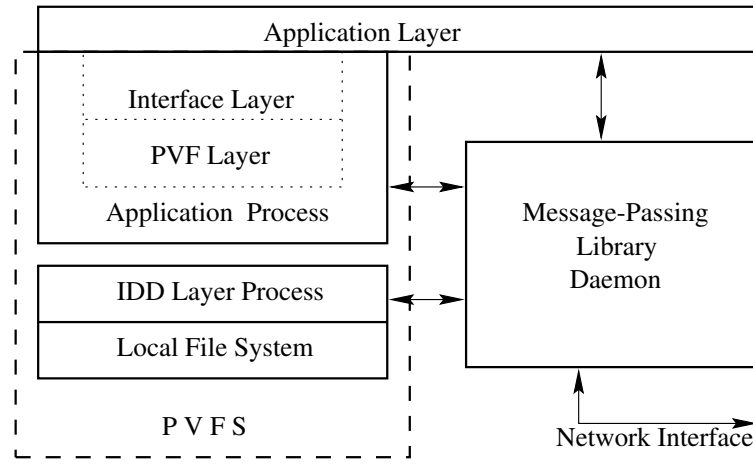 Application Layer
Interface Layer
PVF Layer
Application Process
Message-Passing
Library
Daemon
IDD Layer Process
Local File System
P V F S
Network Interface